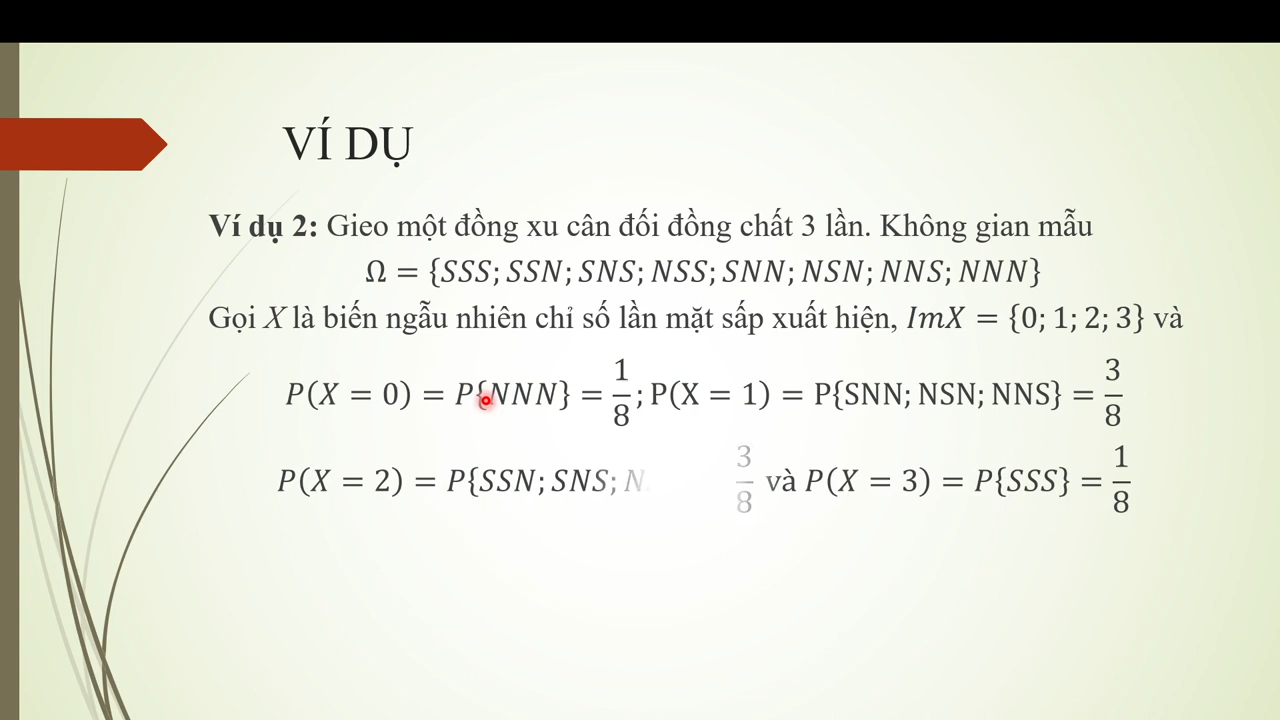 VÍ DỤ
Ví dụ 2: Gieo một đồng xu cân đối đồng chất 3 lần. Không gian mẫu
Ω = {SSS; SSN; SNS; NSS; SNN; NSN; NNS; NNN}
Gọi X là biến ngẫu nhiên chỉ số lần mặt sấp xuất hiện, ImX = {0; 1; 2; 3} và
P(X = 0) = P{NNN} = 1/8; P(X = 1) = P{SNN; NSN; NNS} = 3/8
P(X = 2) = P{SSN; SNS; N 3/8 và P(X = 3) = P{SSS} = 1/8